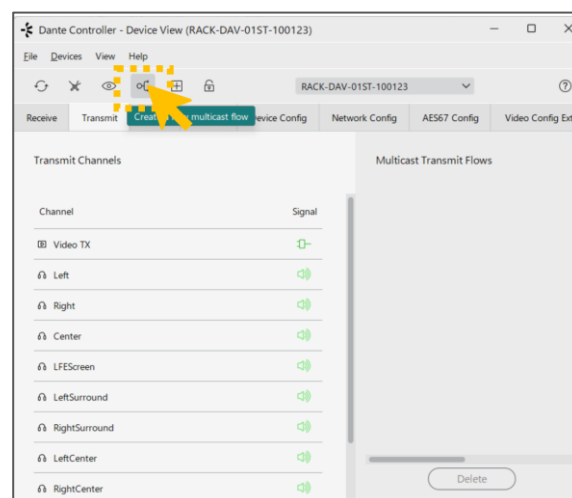 Dante Controller - Device View (RACK-DAV-01ST-100123)
File Devices View Help
RACK-DAV-01ST-100123
Receive Transmit Device Config Network Config AES67 Config Video Config Ext
Create multicast flow
Transmit Channels
Multicast Transmit Flows
Channel Signal
Video TX
Left
Right
Center
LFEScreen
LeftSurround
RightSurround
LeftCenter
RightCenter
Delete